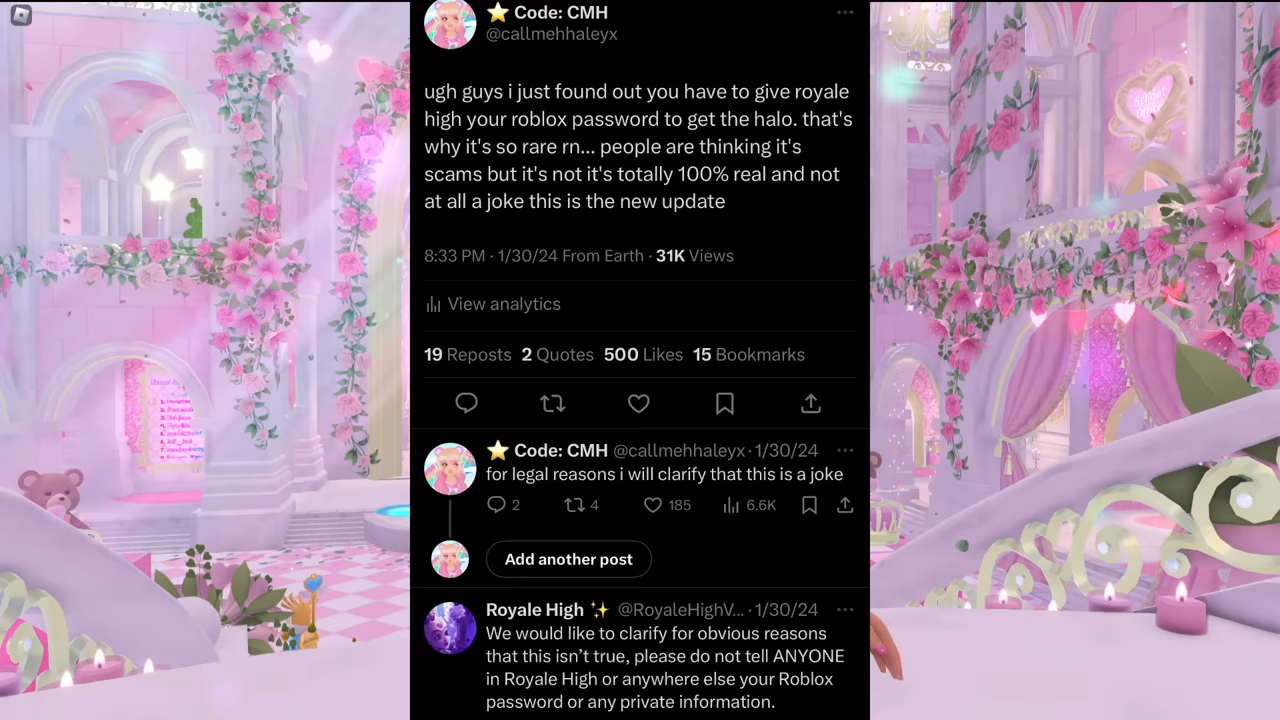 ⭐ Code: CMH
@callmehhaleyx
ugh guys i just found out you have to give royale
high your roblox password to get the halo. that's
why it's so rare rn... people are thinking it's
scams but it's not it's totally 100% real and not
at all a joke this is the new update
8:33 PM · 1/30/24 From Earth · 31K Views
View analytics
19 Reposts 2 Quotes 500 Likes 15 Bookmarks
⭐ Code: CMH @callmehhaleyx · 1/30/24
for legal reasons i will clarify that this is a joke
2 4 185 6.6K
Add another post
Royale High ✨ @RoyaleHighV... · 1/30/24
We would like to clarify for obvious reasons
that this isn’t true, please do not tell ANYONE
in Royale High or anywhere else your Roblox
password or any private information.